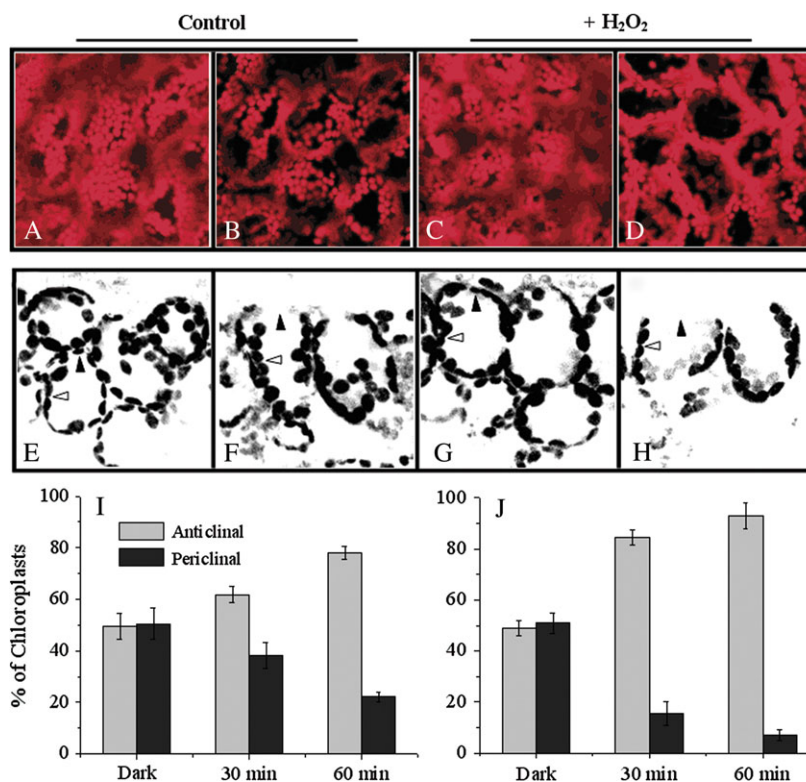 Control
+ H₂O₂
A
B
C
D
E
F
G
H
I
Anticlinal
Periclinal
% of Chloroplasts
100
80
60
40
20
0
Dark
30 min
60 min
J
100
80
60
40
20
0
Dark
30 min
60 min